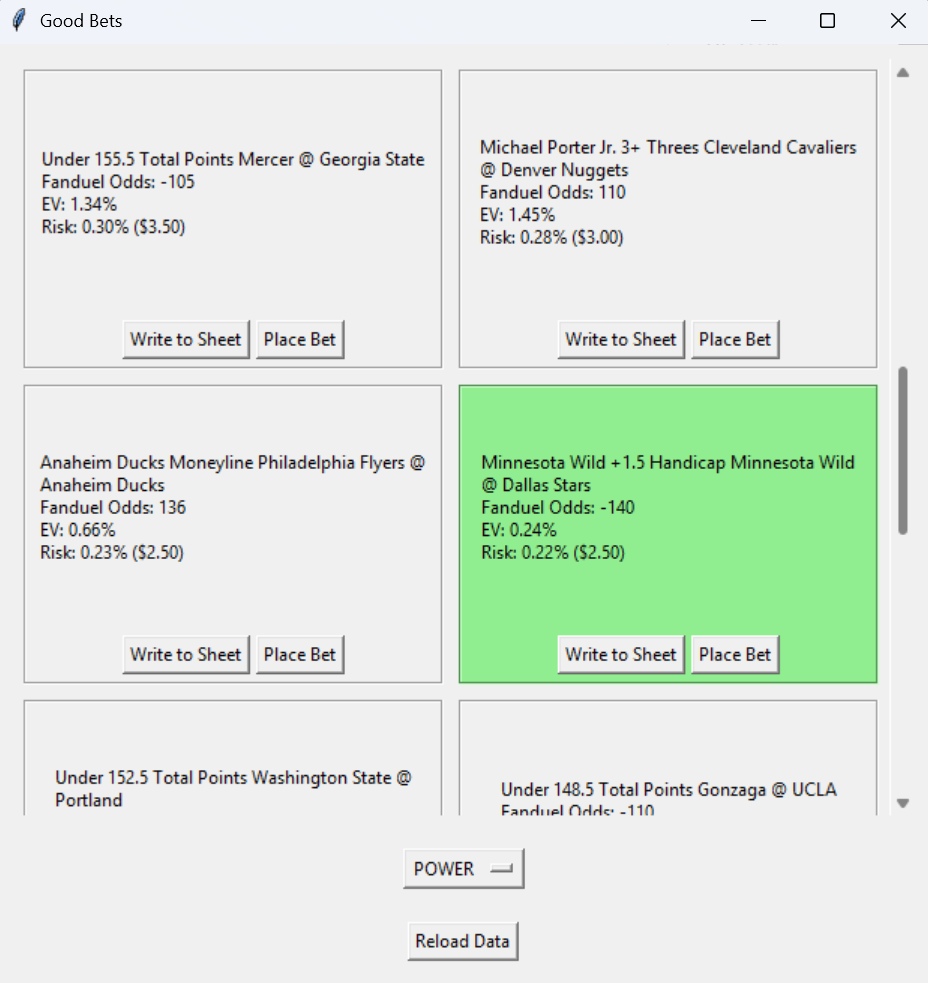 Good Bets
Under 155.5 Total Points Mercer @ Georgia State
Fanduel Odds: -105
EV: 1.34%
Risk: 0.30% ($3.50)
Write to Sheet
Place Bet
Michael Porter Jr. 3+ Threes Cleveland Cavaliers
@ Denver Nuggets
Fanduel Odds: 110
EV: 1.45%
Risk: 0.28% ($3.00)
Write to Sheet
Place Bet
Anaheim Ducks Moneyline Philadelphia Flyers @
Anaheim Ducks
Fanduel Odds: 136
EV: 0.66%
Risk: 0.23% ($2.50)
Write to Sheet
Place Bet
Minnesota Wild +1.5 Handicap Minnesota Wild
@ Dallas Stars
Fanduel Odds: -140
EV: 0.24%
Risk: 0.22% ($2.50)
Write to Sheet
Place Bet
Under 152.5 Total Points Washington State @
Portland
Under 148.5 Total Points Gonzaga @ UCLA
Fanduel Odds: -110
POWER
Reload Data